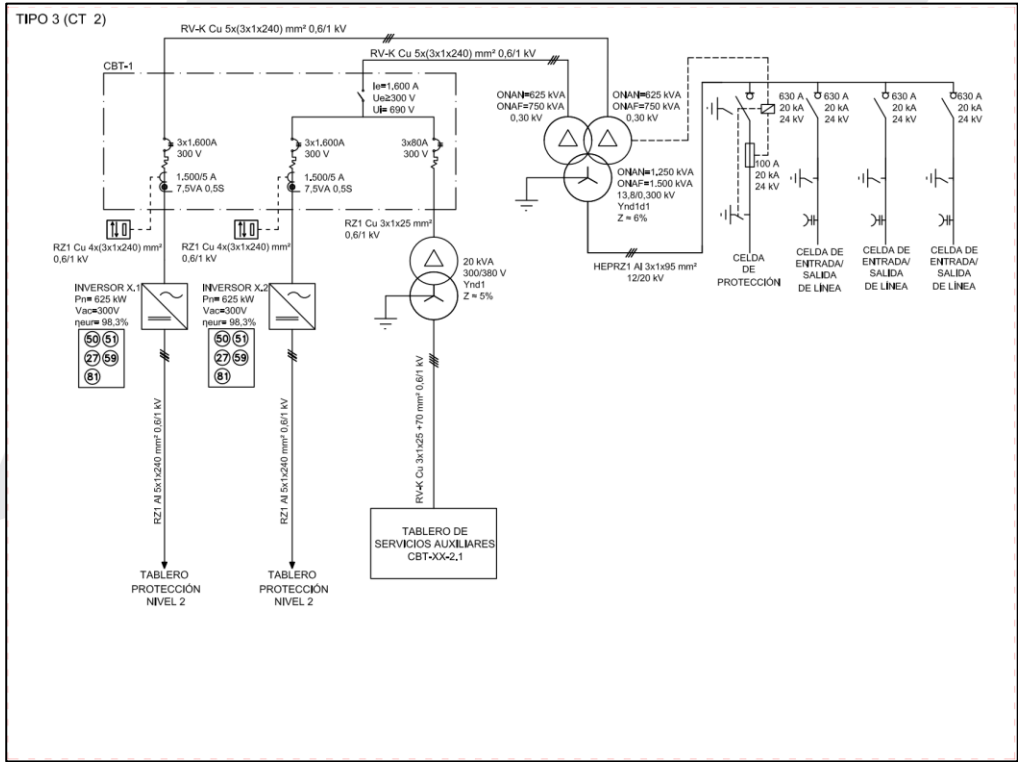 TIPO 3 (CT 2)
RV-K Cu 5x(3x1x240) mm² 0,6/1 kV
RV-K Cu 5x(3x1x240) mm² 0,6/1 kV
CBT-1
Ie=1,600 A
Ue≥300 V
Ui= 690 V
3x1,600A
300 V
3x1,600A
300 V
3x80A
300 V
1.500/5 A
7,5VA 0,5S
1.500/5 A
7,5VA 0,5S
ONAN=625 kVA
ONAF=750 kVA
0,30 kV
ONAN=625 kVA
ONAF=750 kVA
0,30 kV
ONAN=1,250 kVA
ONAF=1,500 kVA
13,8/0,300 kV
Ynd1d1
Z ≈ 6%
630 A
20 kA
24 kV
630 A
20 kA
24 kV
630 A
20 kA
24 kV
630 A
20 kA
24 kV
100 A
20 kA
24 kV
RZ1 Cu 4x(3x1x240) mm²
0,6/1 kV
RZ1 Cu 4x(3x1x240) mm²
0,6/1 kV
RZ1 Cu 3x1x25 mm²
0,6/1 kV
HEPRZ1 Al 3x1x95 mm²
12/20 kV
CELDA
DE
PROTECCIÓN
CELDA DE
ENTRADA/
SALIDA
DE LÍNEA
CELDA DE
ENTRADA/
SALIDA
DE LÍNEA
CELDA DE
ENTRADA/
SALIDA
DE LÍNEA
20 kVA
300/380 V
Ynd1
Z ≈ 5%
INVERSOR X.1
Pn= 625 kW
Vac=300V
ηeur= 98,3%
50 51
27 59
81
INVERSOR X.2
Pn= 625 kW
Vac=300V
ηeur= 98,3%
50 51
27 59
81
RZ1 Al 5x1x240 mm² 0,6/1 kV
RZ1 Al 5x1x240 mm² 0,6/1 kV
RV-K Cu 3x1x25 +70 mm² 0,6/1 kV
TABLERO DE
SERVICIOS AUXILIARES
CBT-XX-2.1
TABLERO
PROTECCIÓN
NIVEL 2
TABLERO
PROTECCIÓN
NIVEL 2